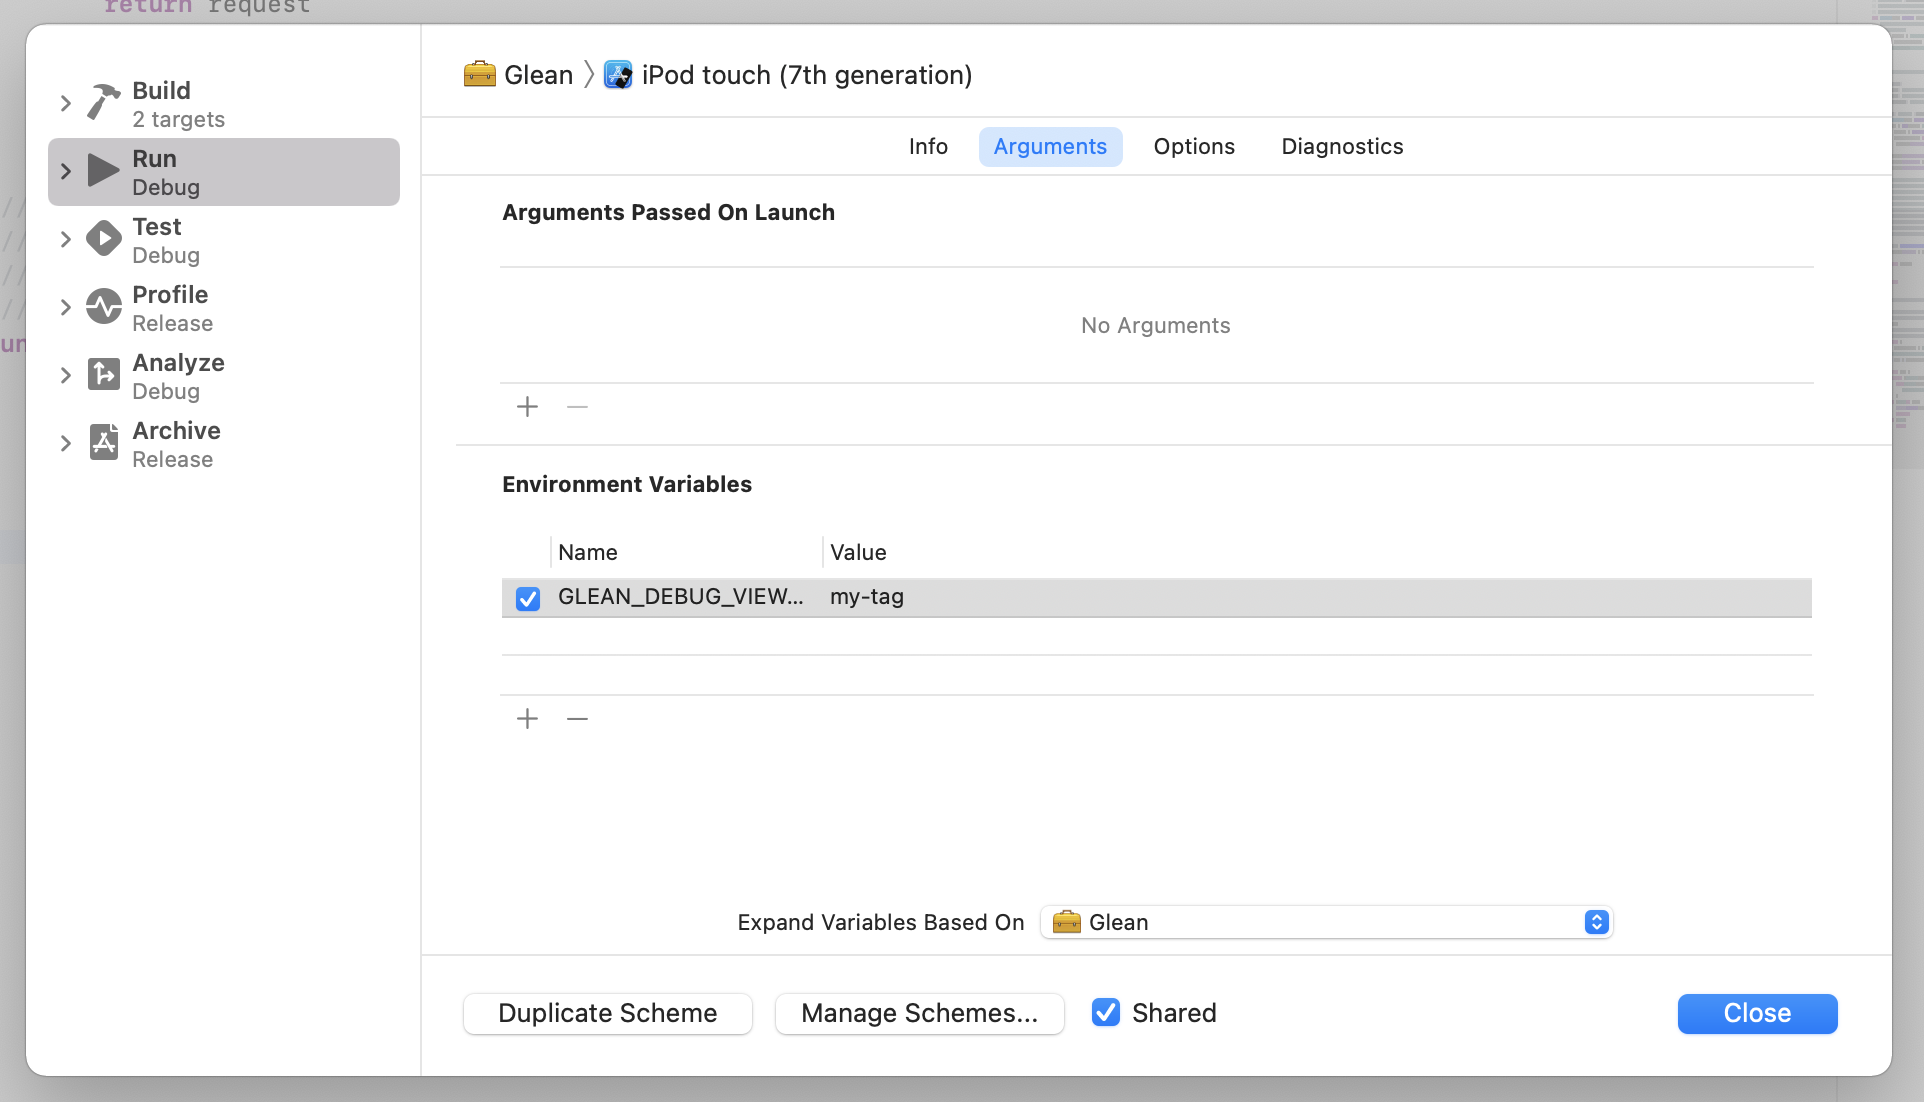 return request
Glean
iPod touch (7th generation)
Build
2 targets
Run
Debug
Test
Debug
Profile
Release
Analyze
Debug
Archive
Release
Info
Arguments
Options
Diagnostics
Arguments Passed On Launch
No Arguments
Environment Variables
Name
Value
GLEAN_DEBUG_VIEW...
my-tag
Expand Variables Based On
Glean
Duplicate Scheme
Manage Schemes...
Shared
Close